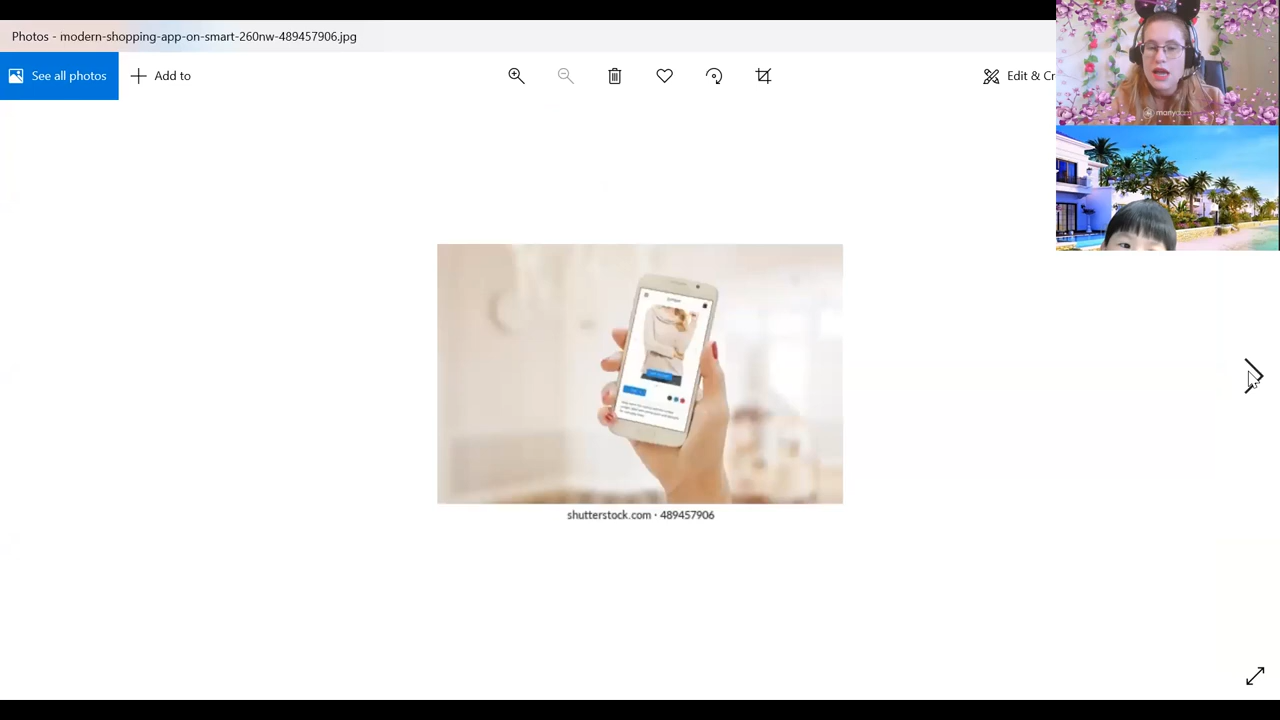 Photos - modern-shopping-app-on-smart-260nw-489457906.jpg
See all photos
Add to
Edit & Cr
manycam
shutterstock.com · 489457906